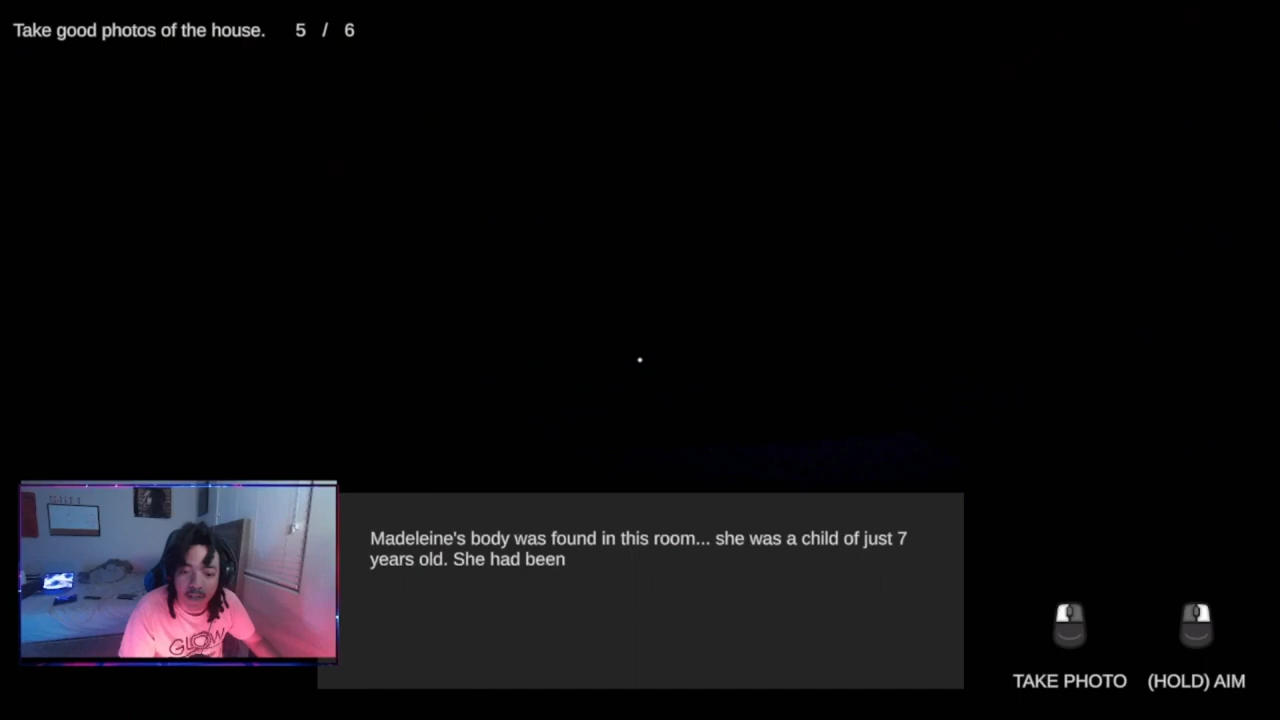 Take good photos of the house. 5 / 6
Madeleine's body was found in this room... she was a child of just 7
years old. She had been
GLOW
TAKE PHOTO (HOLD) AIM